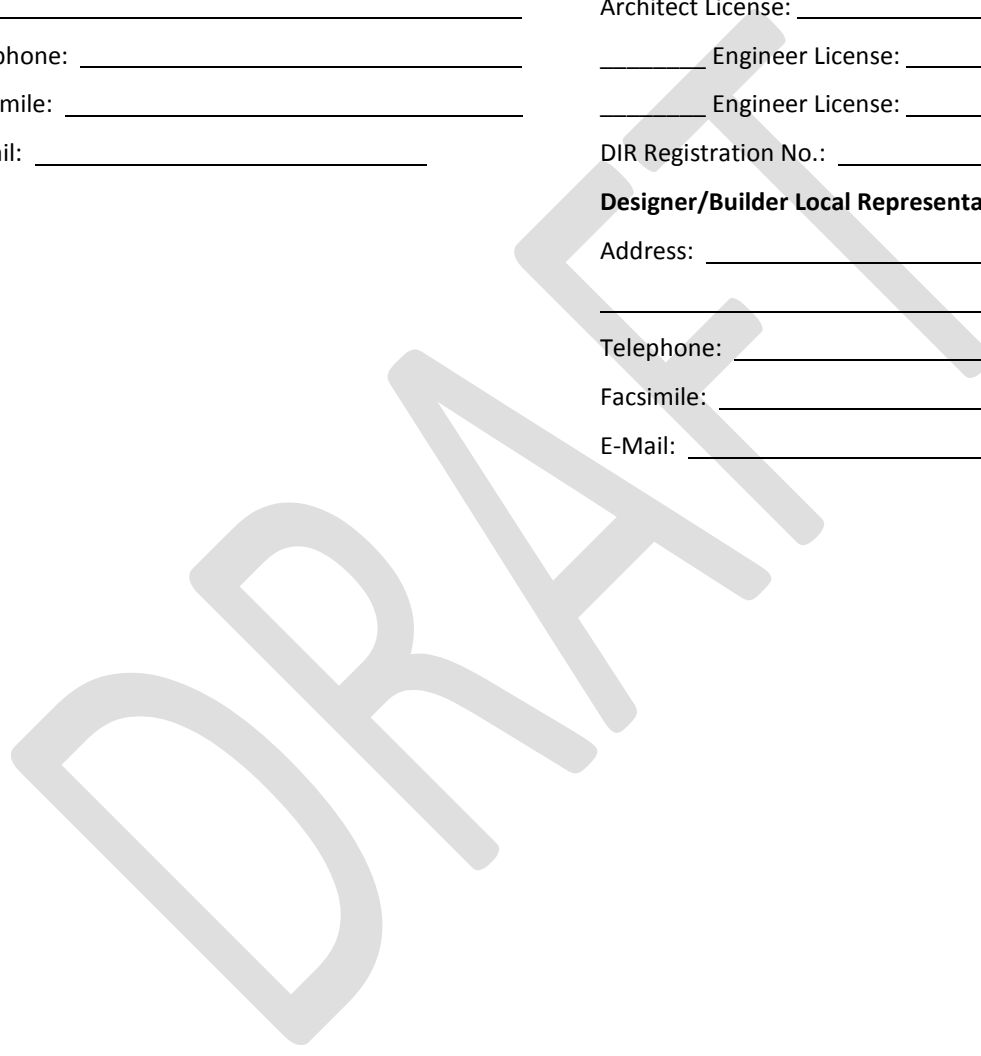 phone: 
mile: 
il: 
Architect License: 
________ Engineer License: 
________ Engineer License: 
DIR Registration No.: 
Designer/Builder Local Representa
Address: 
Telephone: 
Facsimile: 
E-Mail: 
DRAFT